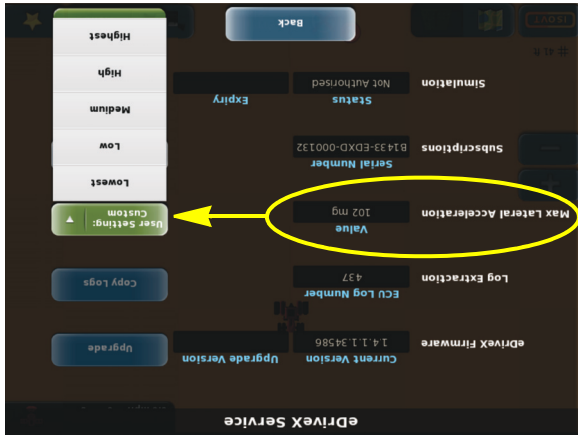 eDriveX Service
Current Version
Upgrade Version
eDriveX Firmware
1.4.1.1.34586
Upgrade
ECU Log Number
Log Extraction
437
Copy Logs
Value
Max Lateral Acceleration
102 mg
User Setting:
Custom
Lowest
Low
Medium
High
Highest
Serial Number
Subscriptions
B1433-EDXD-000132
Status
Expiry
Simulation
Not Authorised
Back